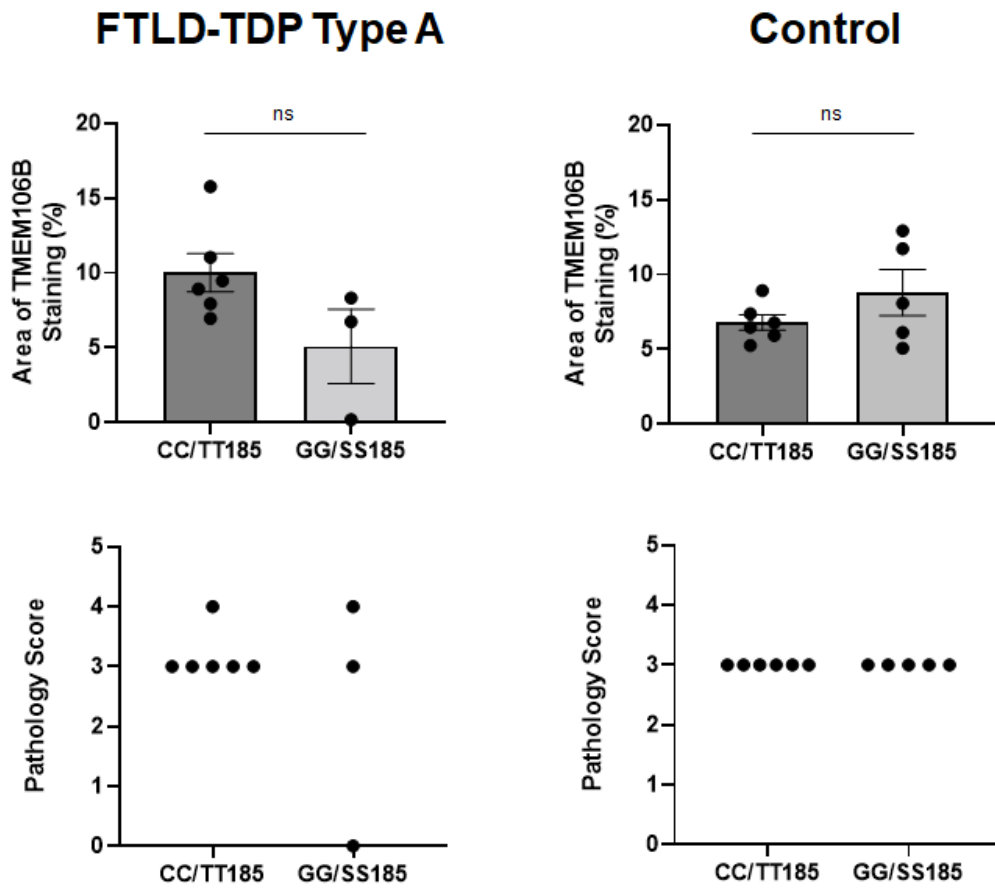 FTLD-TDP Type A
Control
ns
20
15
10
5
0
Area of TMEM106B
Staining (%)
CC/TT185
GG/SS185
ns
20
15
10
5
0
Area of TMEM106B
Staining (%)
CC/TT185
GG/SS185
5
4
3
2
1
0
Pathology Score
CC/TT185
GG/SS185
5
4
3
2
1
0
Pathology Score
CC/TT185
GG/SS185